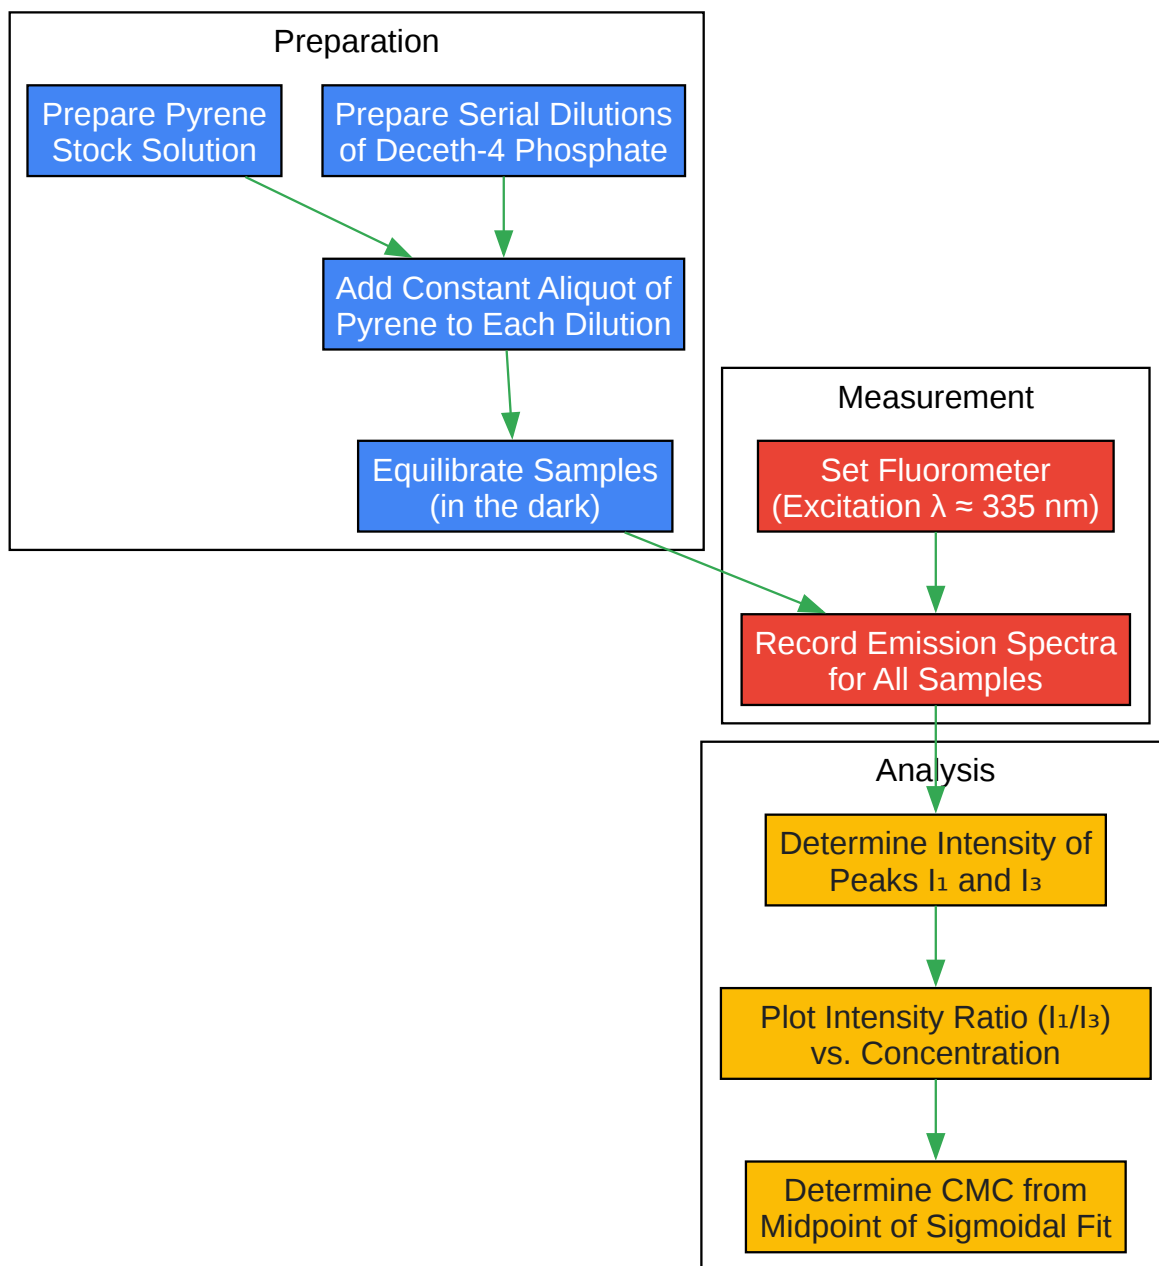 Preparation
Prepare Pyrene
Stock Solution
Prepare Serial Dilutions
of Deceth-4 Phosphate
Add Constant Aliquot of
Pyrene to Each Dilution
Equilibrate Samples
(in the dark)
Measurement
Set Fluorometer
(Excitation λ ≈ 335 nm)
Record Emission Spectra
for All Samples
Analysis
Determine Intensity of
Peaks I₁ and I₃
Plot Intensity Ratio (I₁/I₃)
vs. Concentration
Determine CMC from
Midpoint of Sigmoidal Fit